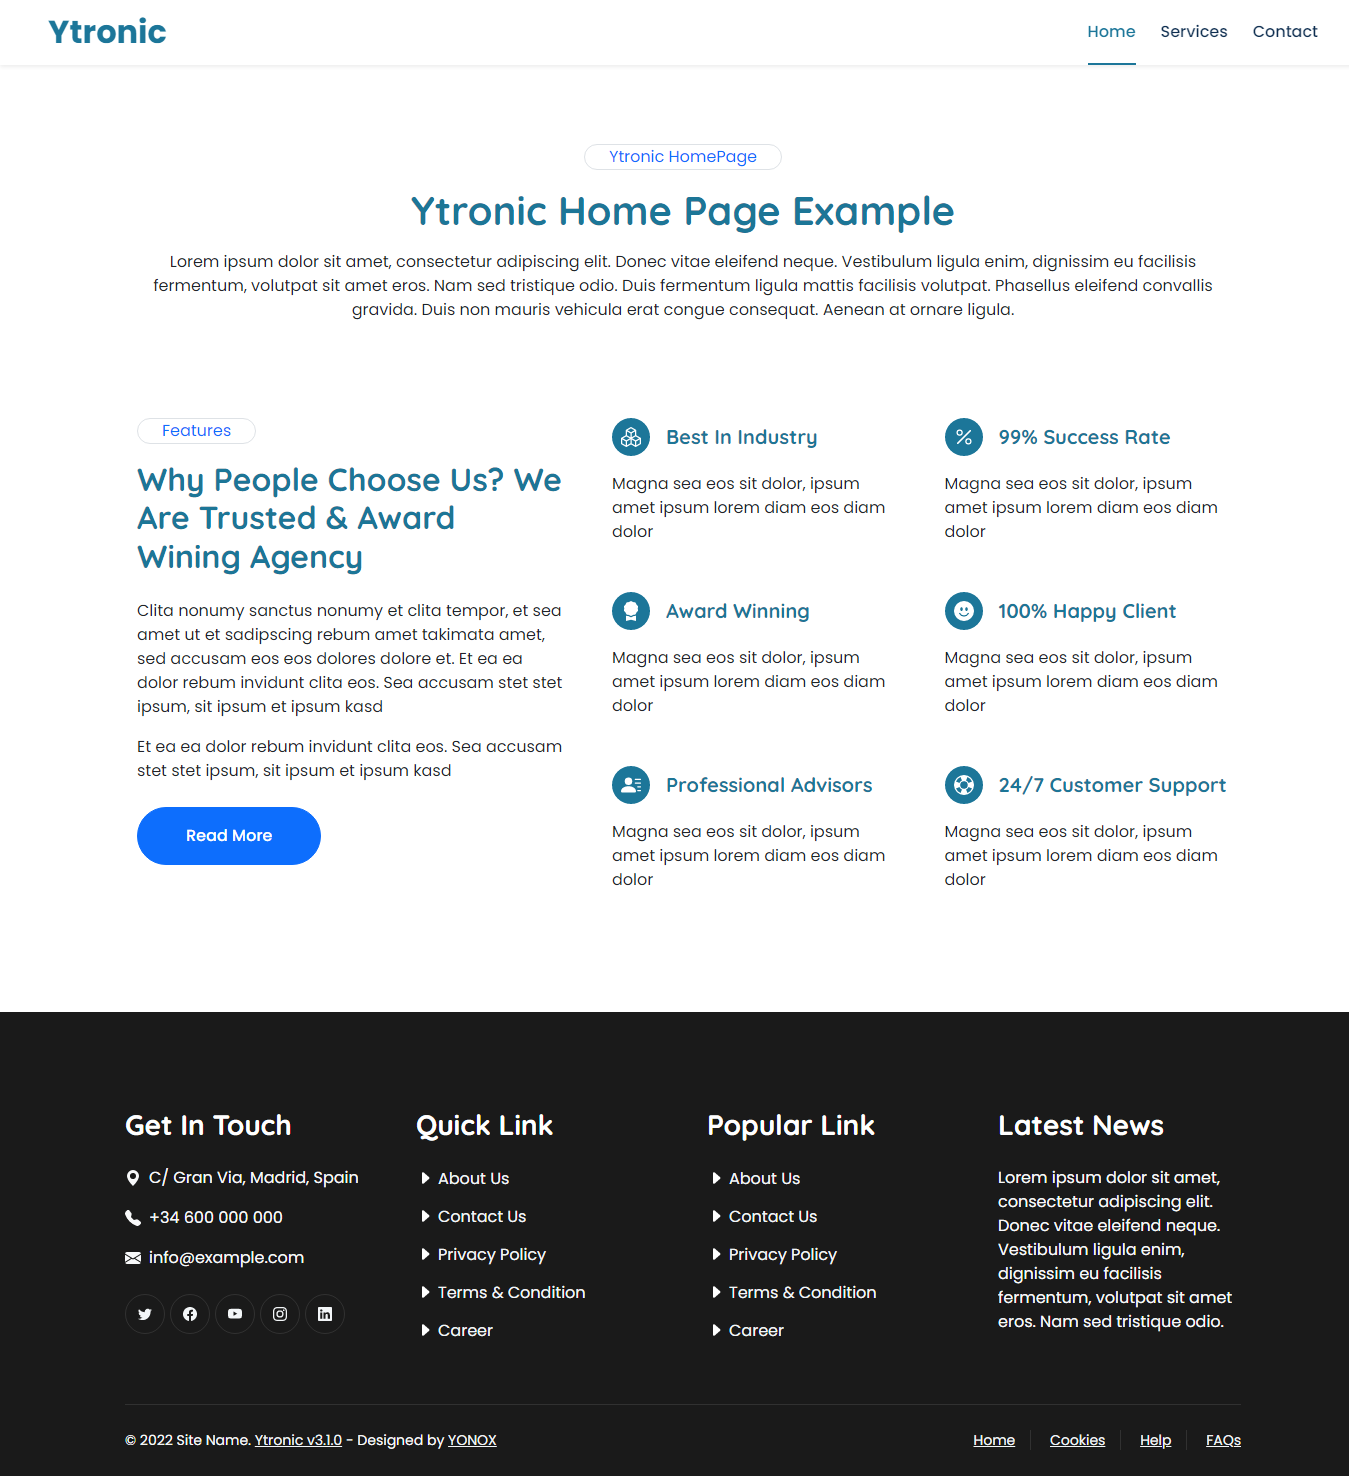 Ytronic
Home Services Contact
Ytronic HomePage
Ytronic Home Page Example
Lorem ipsum dolor sit amet, consectetur adipiscing elit. Donec vitae eleifend neque. Vestibulum ligula enim, dignissim eu facilisis
fermentum, volutpat sit amet eros. Nam sed tristique odio. Duis fermentum ligula mattis facilisis volutpat. Phasellus eleifend convallis
gravida. Duis non mauris vehicula erat congue consequat. Aenean at ornare ligula.
Features
Why People Choose Us? We
Are Trusted & Award
Wining Agency
Clita nonumy sanctus nonumy et clita tempor, et sea
amet ut et sadipscing rebum amet takimata amet,
sed accusam eos eos dolores dolore et. Et ea ea
dolor rebum invidunt clita eos. Sea accusam stet stet
ipsum, sit ipsum et ipsum kasd
Et ea ea dolor rebum invidunt clita eos. Sea accusam
stet stet ipsum, sit ipsum et ipsum kasd
Read More
Best In Industry
Magna sea eos sit dolor, ipsum
amet ipsum lorem diam eos diam
dolor
99% Success Rate
Magna sea eos sit dolor, ipsum
amet ipsum lorem diam eos diam
dolor
Award Winning
Magna sea eos sit dolor, ipsum
amet ipsum lorem diam eos diam
dolor
100% Happy Client
Magna sea eos sit dolor, ipsum
amet ipsum lorem diam eos diam
dolor
Professional Advisors
Magna sea eos sit dolor, ipsum
amet ipsum lorem diam eos diam
dolor
24/7 Customer Support
Magna sea eos sit dolor, ipsum
amet ipsum lorem diam eos diam
dolor
Get In Touch
C/ Gran Via, Madrid, Spain
+34 600 000 000
info@example.com
Quick Link
About Us
Contact Us
Privacy Policy
Terms & Condition
Career
Popular Link
About Us
Contact Us
Privacy Policy
Terms & Condition
Career
Latest News
Lorem ipsum dolor sit amet,
consectetur adipiscing elit.
Donec vitae eleifend neque.
Vestibulum ligula enim,
dignissim eu facilisis
fermentum, volutpat sit amet
eros. Nam sed tristique odio.
© 2022 Site Name. Ytronic v3.1.0 - Designed by YONOX
Home Cookies Help FAQs